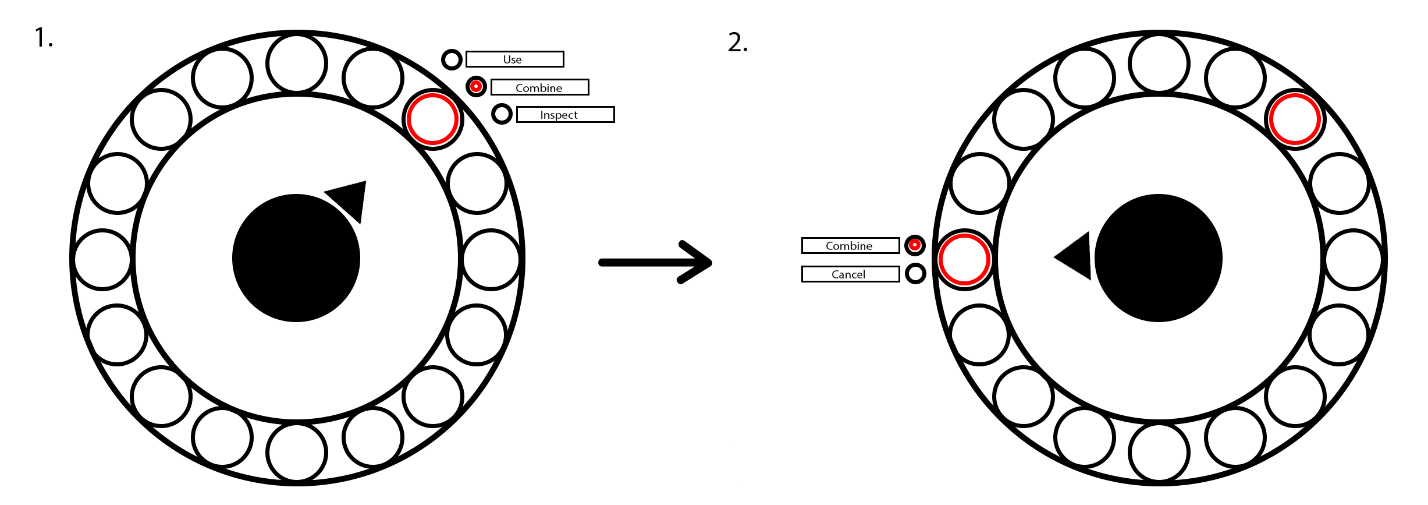 1.
Use
Combine
Inspect
2.
Combine
Cancel